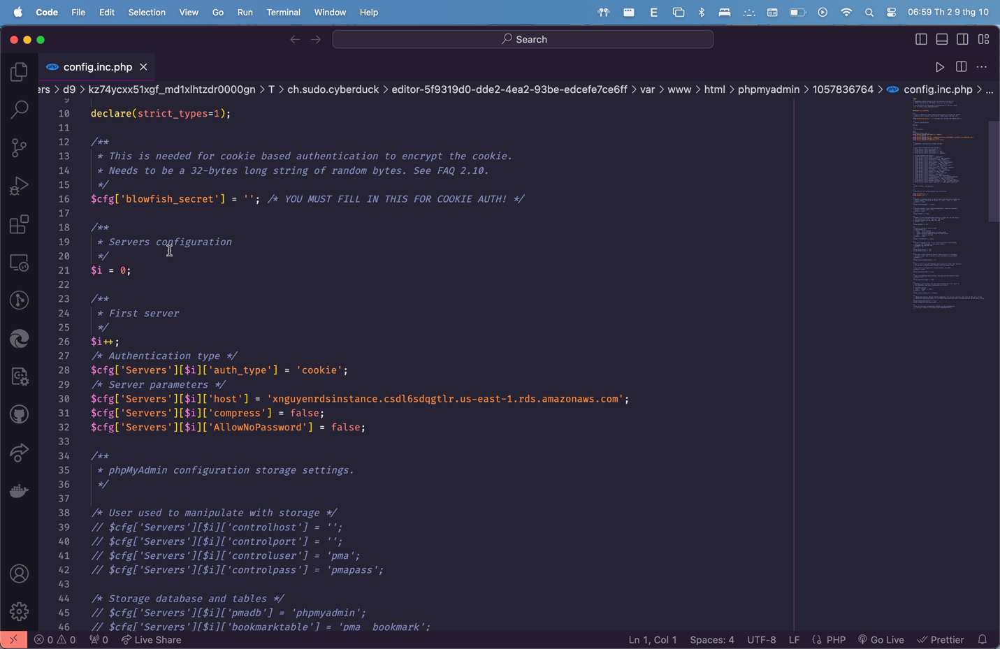 Code File Edit Selection View Go Run Terminal Window Help E 06:59 Th 2 9 thg 10
Search
php config.inc.php
ers > d9 > kz74ycxx51xgf_md1xlhtzdr0000gn > T > ch.sudo.cyberduck > editor-5f9319d0-dde2-4ea2-93be-edcefe7ce6ff > var > www > html > phpmyadmin > 1057836764 > php config.inc.php > ...
9
10 declare(strict_types=1);
11
12 /**
13 * This is needed for cookie based authentication to encrypt the cookie.
14 * Needs to be a 32-bytes long string of random bytes. See FAQ 2.10.
15 */
16 $cfg['blowfish_secret'] = ''; /* YOU MUST FILL IN THIS FOR COOKIE AUTH! */
17
18 /**
19 * Servers configuration
20 */
21 $i = 0;
22
23 /**
24 * First server
25 */
26 $i++;
27 /* Authentication type */
28 $cfg['Servers'][$i]['auth_type'] = 'cookie';
29 /* Server parameters */
30 $cfg['Servers'][$i]['host'] = 'xnguyenrdsinstance.csdl6sdqgtlr.us-east-1.rds.amazonaws.com';
31 $cfg['Servers'][$i]['compress'] = false;
32 $cfg['Servers'][$i]['AllowNoPassword'] = false;
33
34 /**
35 * phpMyAdmin configuration storage settings.
36 */
37
38 /* User used to manipulate with storage */
39 // $cfg['Servers'][$i]['controlhost'] = '';
40 // $cfg['Servers'][$i]['controlport'] = '';
41 // $cfg['Servers'][$i]['controluser'] = 'pma';
42 // $cfg['Servers'][$i]['controlpass'] = 'pmapass';
43
44 /* Storage database and tables */
45 // $cfg['Servers'][$i]['pmadb'] = 'phpmyadmin';
46 // $cfg['Servers'][$i]['bookmarktable'] = 'pma__bookmark';
0 0 0 Live Share Ln 1, Col 1 Spaces: 4 UTF-8 LF PHP Go Live Prettier